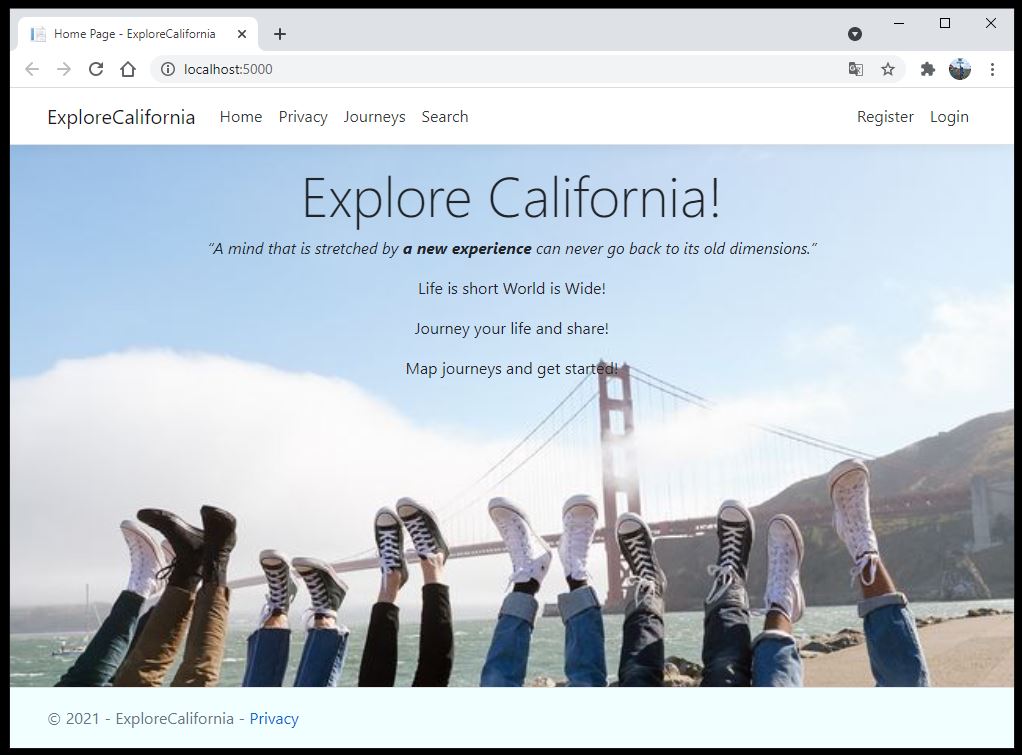 Home Page - ExploreCalifornia
localhost:5000
ExploreCalifornia Home Privacy Journeys Search Register Login
Explore California!
“A mind that is stretched by a new experience can never go back to its old dimensions.”
Life is short World is Wide!
Journey your life and share!
Map journeys and get started!
© 2021 - ExploreCalifornia - Privacy